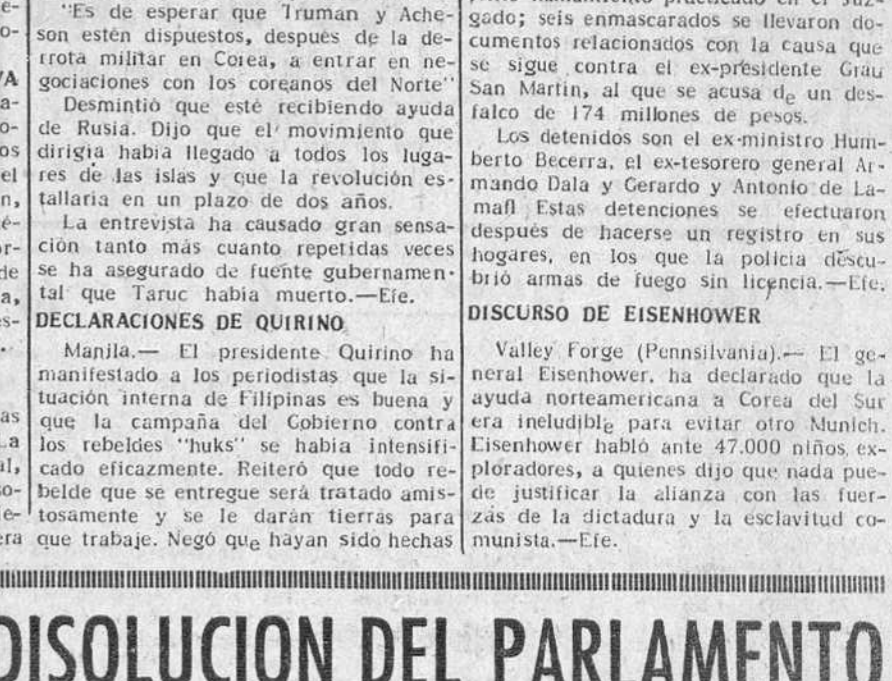 "Es de esperar que Truman y Ache-
son estén dispuestos, después de la de-
rrota militar en Corea, a entrar en ne-
gociaciones con los coreanos del Norte"
Desmintió que esté recibiendo ayuda
de Rusia. Dijo que el movimiento que
dirigia habia llegado a todos los luga-
res de las islas y que la revolución es-
tallaria en un plazo de dos años.
La entrevista ha causado gran sensa-
ción tanto más cuanto repetidas veces
se ha asegurado de fuente gubernamen-
tal que Taruc habia muerto.—Efe.
DECLARACIONES DE QUIRINO
Manila.— El presidente Quirino ha
manifestado a los periodistas que la si-
tuación interna de Filipinas es buena y
que la campaña del Gobierno contra
los rebeldes "huks" se habia intensifi-
cado eficazmente. Reiteró que todo re-
belde que se entregue será tratado amis-
tosamente y se le darán tierras para
que trabaje. Negó que hayan sido hechas
gado; seis enmascarados se llevaron do-
cumentos relacionados con la causa que
se sigue contra el ex-presidente Grau
San Martin, al que se acusa de un des-
falco de 174 millones de pesos.
Los detenidos son el ex-ministro Hum-
berto Becerra, el ex-tesorero general Ar-
mando Dala y Gerardo y Antonio de La-
mafl Estas detenciones se efectuaron
después de hacerse un registro en sus
hogares, en los que la policia descu-
brió armas de fuego sin licencia.—Efe.
DISCURSO DE EISENHOWER
Valley Forge (Pennsilvania).— El ge-
neral Eisenhower, ha declarado que la
ayuda norteamericana a Corea del Sur
era ineludible para evitar otro Munich.
Eisenhower habló ante 47.000 niños, ex-
ploradores, a quienes dijo que nada pue-
de justificar la alianza con las fuer-
zás de la dictadura y la esclavitud co-
munista.—Efe.
DISOLUCION DEL PARLAMENTO